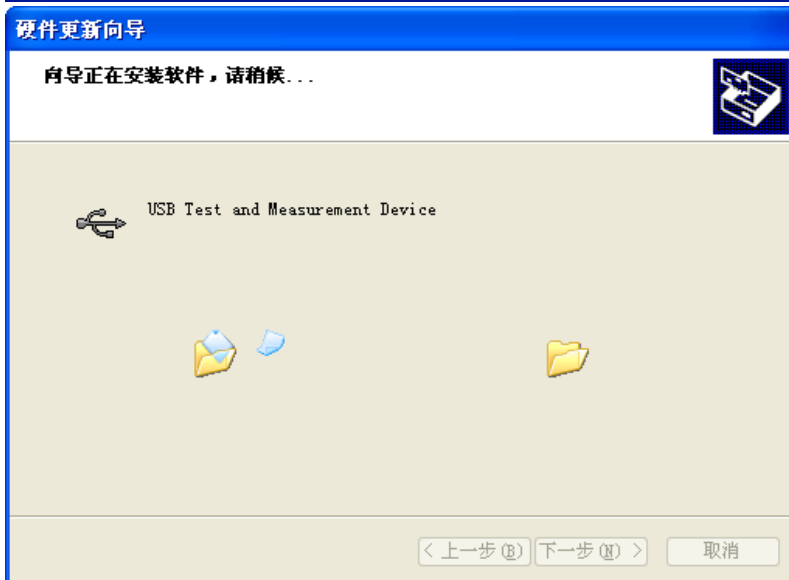 硬件更新向导
向导正在安装软件，请稍候...
USB Test and Measurement Device
< 上一步(B) 下一步(N) > 取消